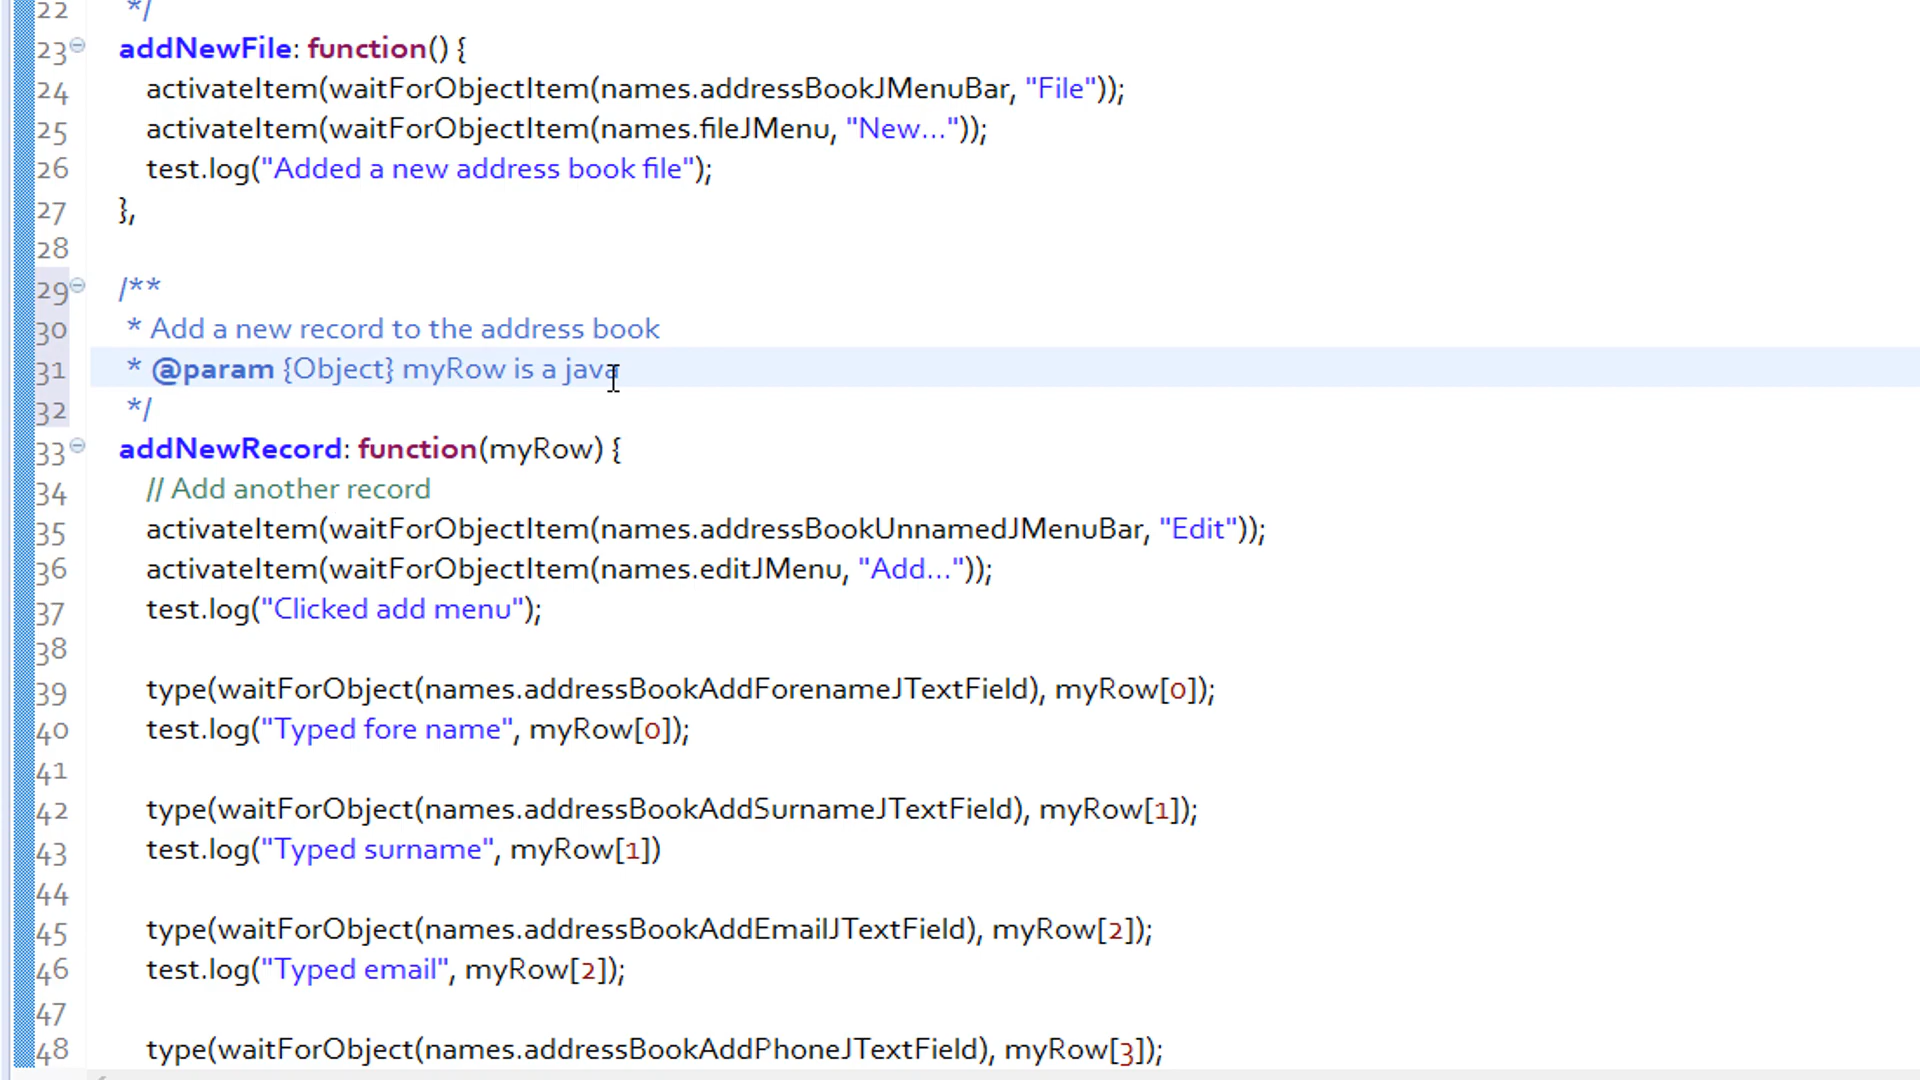 22 */
23 addNewFile: function() {
24 activateItem(waitForObjectItem(names.addressBookJMenuBar, "File"));
25 activateItem(waitForObjectItem(names.fileJMenu, "New..."));
26 test.log("Added a new address book file");
27 },
28
29 /**
30 * Add a new record to the address book
31 * @param {Object} myRow is a java
32 */
33 addNewRecord: function(myRow) {
34 // Add another record
35 activateItem(waitForObjectItem(names.addressBookUnnamedJMenuBar, "Edit"));
36 activateItem(waitForObjectItem(names.editJMenu, "Add..."));
37 test.log("Clicked add menu");
38
39 type(waitForObject(names.addressBookAddForenameJTextField), myRow[0]);
40 test.log("Typed fore name", myRow[0]);
41
42 type(waitForObject(names.addressBookAddSurnameJTextField), myRow[1]);
43 test.log("Typed surname", myRow[1])
44
45 type(waitForObject(names.addressBookAddEmailJTextField), myRow[2]);
46 test.log("Typed email", myRow[2]);
47
48 type(waitForObject(names.addressBookAddPhoneJTextField), myRow[3]);